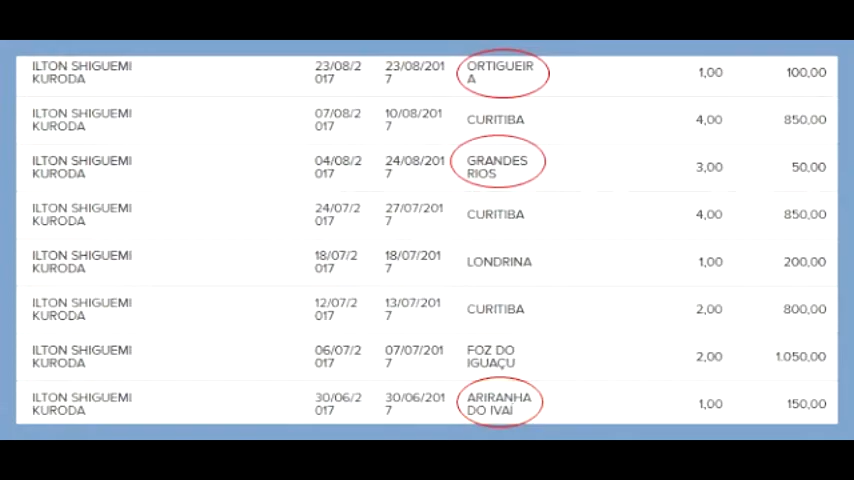 ILTON SHIGUEMI 23/08/2 23/08/201 ORTIGUEIR
KURODA 017 7 A 1,00 100,00
ILTON SHIGUEMI 07/08/2 10/08/201
KURODA 017 7 CURITIBA 4,00 850,00
ILTON SHIGUEMI 04/08/2 24/08/201 GRANDES
KURODA 017 7 RIOS 3,00 50,00
ILTON SHIGUEMI 24/07/2 27/07/201
KURODA 017 7 CURITIBA 4,00 850,00
ILTON SHIGUEMI 18/07/2 18/07/201
KURODA 017 7 LONDRINA 1,00 200,00
ILTON SHIGUEMI 12/07/2 13/07/201
KURODA 017 7 CURITIBA 2,00 800,00
ILTON SHIGUEMI 06/07/2 07/07/201 FOZ DO
KURODA 017 7 IGUAÇU 2,00 1.050,00
ILTON SHIGUEMI 30/06/2 30/06/201 ARIRANHA
KURODA 017 7 DO IVAÍ 1,00 150,00